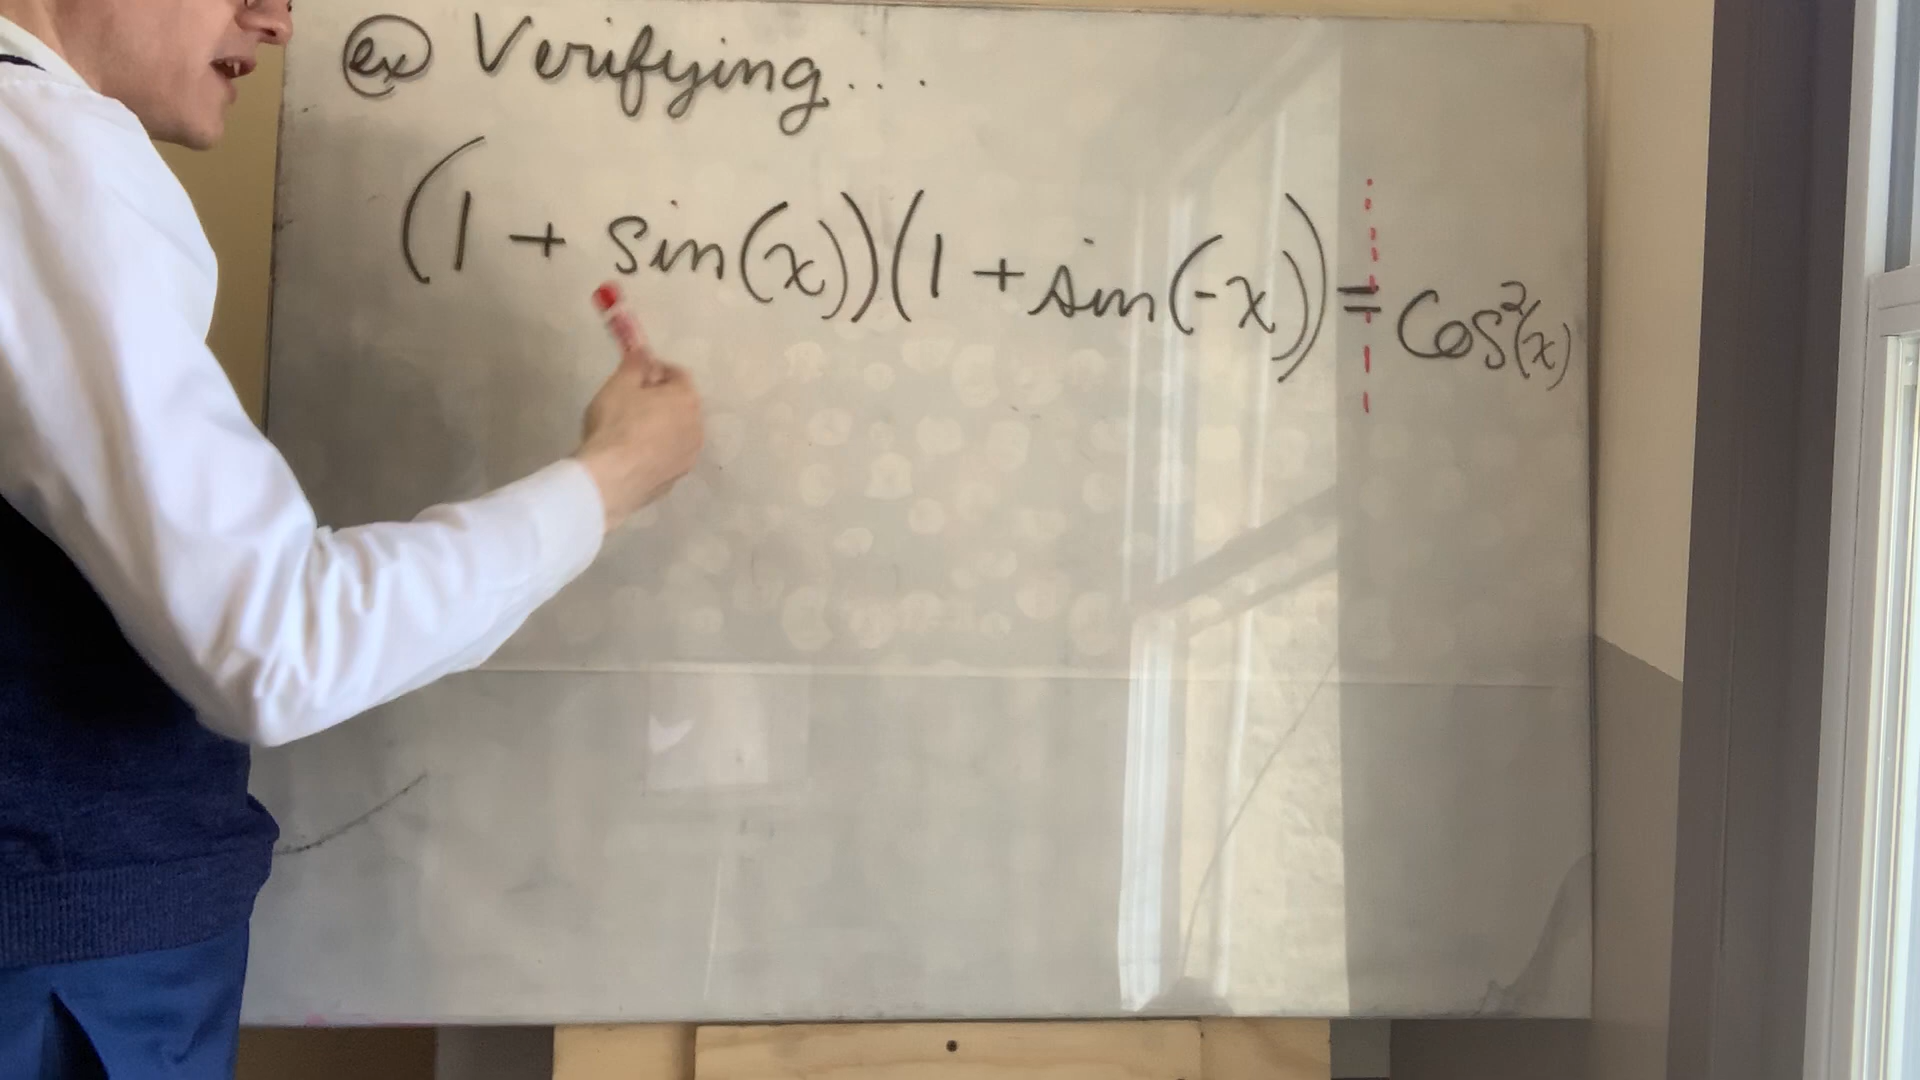 ex Verifying...
(1 + sin(x))(1 + sin(-x)) = Cos²(x)